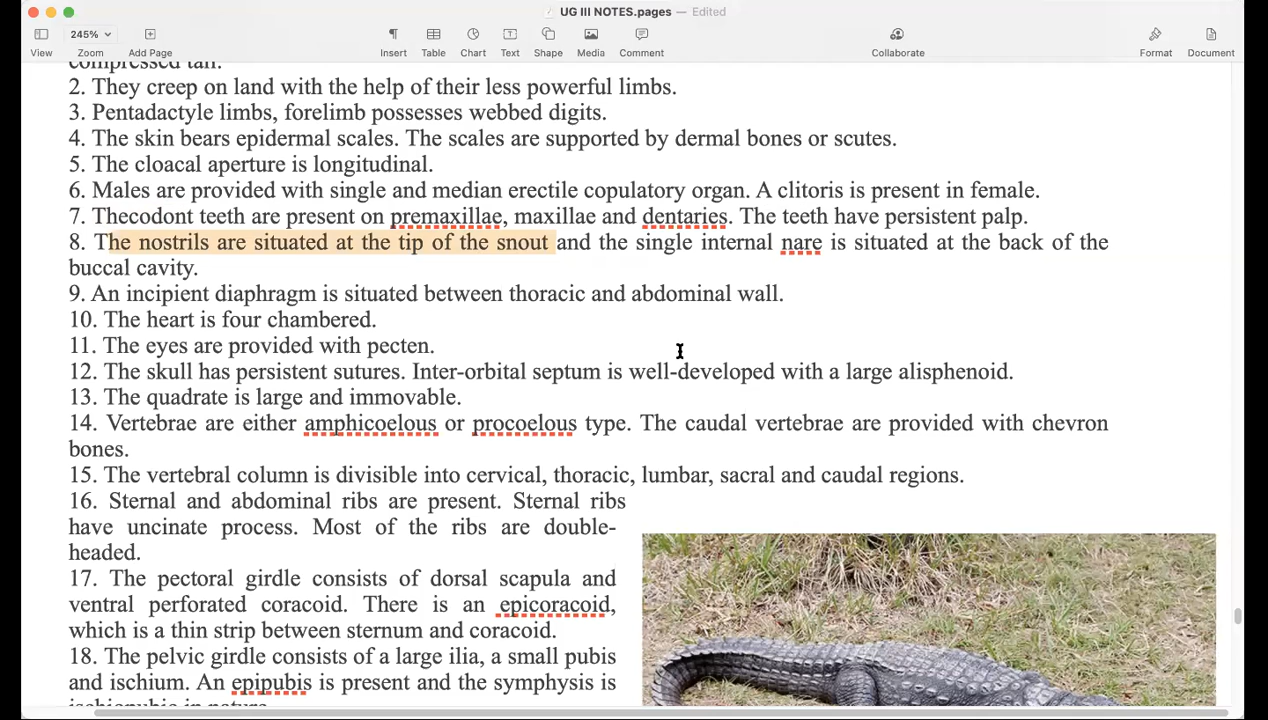 UG III NOTES.pages — Edited
245%
View Zoom Add Page Insert Table Chart Text Shape Media Comment Collaborate Format Document
compressed tail.
2. They creep on land with the help of their less powerful limbs.
3. Pentadactyle limbs, forelimb possesses webbed digits.
4. The skin bears epidermal scales. The scales are supported by dermal bones or scutes.
5. The cloacal aperture is longitudinal.
6. Males are provided with single and median erectile copulatory organ. A clitoris is present in female.
7. Thecodont teeth are present on premaxillae, maxillae and dentaries. The teeth have persistent palp.
8. The nostrils are situated at the tip of the snout and the single internal nare is situated at the back of the
buccal cavity.
9. An incipient diaphragm is situated between thoracic and abdominal wall.
10. The heart is four chambered.
11. The eyes are provided with pecten.
12. The skull has persistent sutures. Inter-orbital septum is well-developed with a large alisphenoid.
13. The quadrate is large and immovable.
14. Vertebrae are either amphicoelous or procoelous type. The caudal vertebrae are provided with chevron
bones.
15. The vertebral column is divisible into cervical, thoracic, lumbar, sacral and caudal regions.
16. Sternal and abdominal ribs are present. Sternal ribs
have uncinate process. Most of the ribs are double-
headed.
17. The pectoral girdle consists of dorsal scapula and
ventral perforated coracoid. There is an epicoracoid,
which is a thin strip between sternum and coracoid.
18. The pelvic girdle consists of a large ilia, a small pubis
and ischium. An epipubis is present and the symphysis is
ischiopubic in nature.